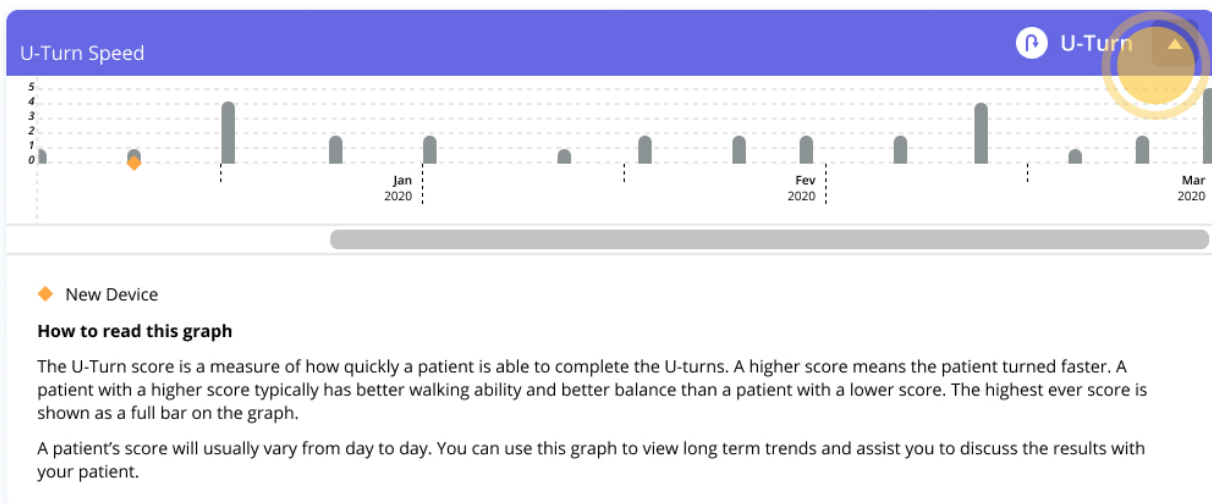 U-Turn Speed
U-Turn
5
4
3
2
1
0
Jan
2020
Fev
2020
Mar
2020
New Device
How to read this graph
The U-Turn score is a measure of how quickly a patient is able to complete the U-turns. A higher score means the patient turned faster. A
patient with a higher score typically has better walking ability and better balance than a patient with a lower score. The highest ever score is
shown as a full bar on the graph.
A patient’s score will usually vary from day to day. You can use this graph to view long term trends and assist you to discuss the results with
your patient.